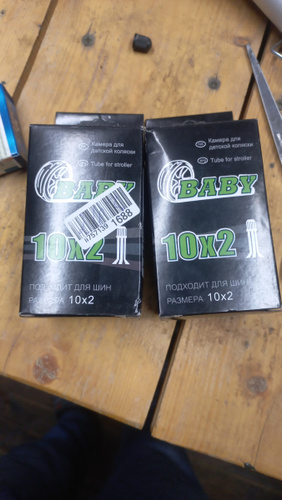 Камера для
детской коляски
Tube for stroller
BABY
1688
10x2
ПОДХОДИТ ДЛЯ ШИН
РАЗМЕРА 10x2
Камера для
детской коляски
Tube for stroller
BABY
10x2
ПОДХОДИТ ДЛЯ ШИН
РАЗМЕРА 10x2